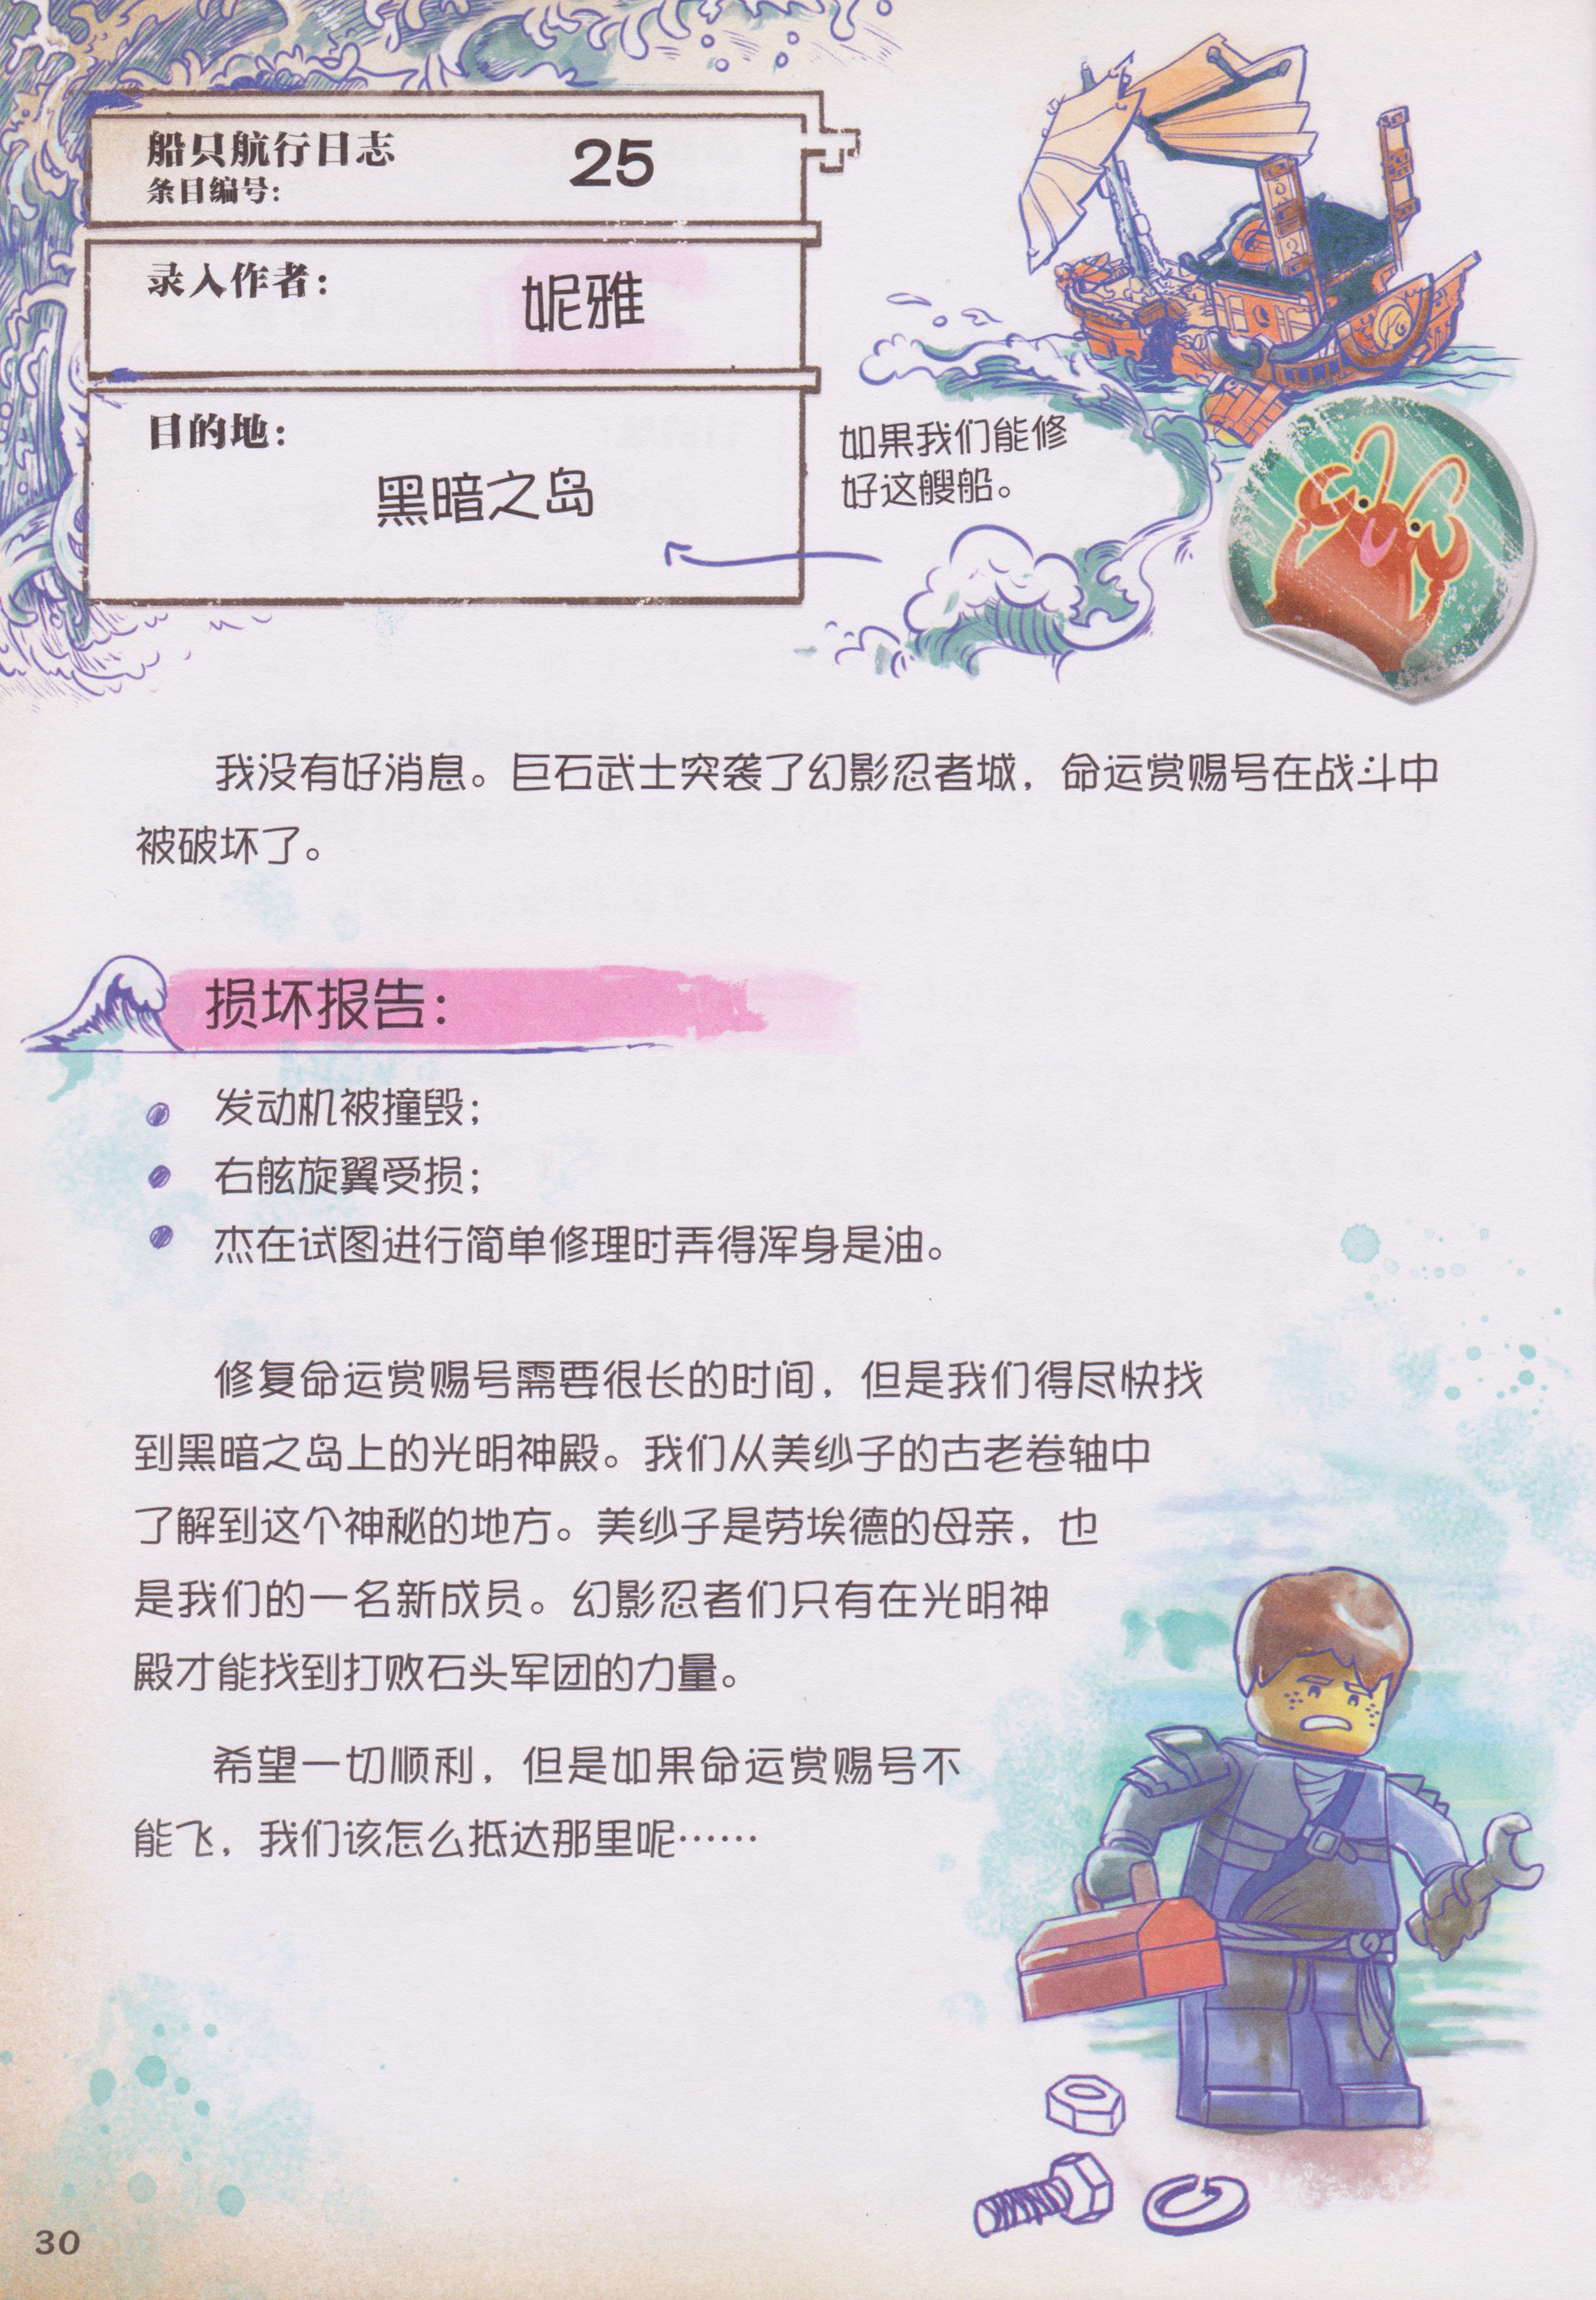 船只航行日志
条目编号：
25
录入作者：
妮雅
目的地：
黑暗之岛
如果我们能修
好这艘船。
我没有好消息。巨石武士突袭了幻影忍者城，命运赏赐号在战斗中
被破坏了。
损坏报告：
发动机被撞毁；
右舷旋翼受损；
杰在试图进行简单修理时弄得浑身是油。
修复命运赏赐号需要很长的时间，但是我们得尽快找
到黑暗之岛上的光明神殿。我们从美纱子的古老卷轴中
了解到这个神秘的地方。美纱子是劳埃德的母亲，也
是我们的一名新成员。幻影忍者们只有在光明神
殿才能找到打败石头军团的力量。
希望一切顺利，但是如果命运赏赐号不
能飞，我们该怎么抵达那里呢……
30